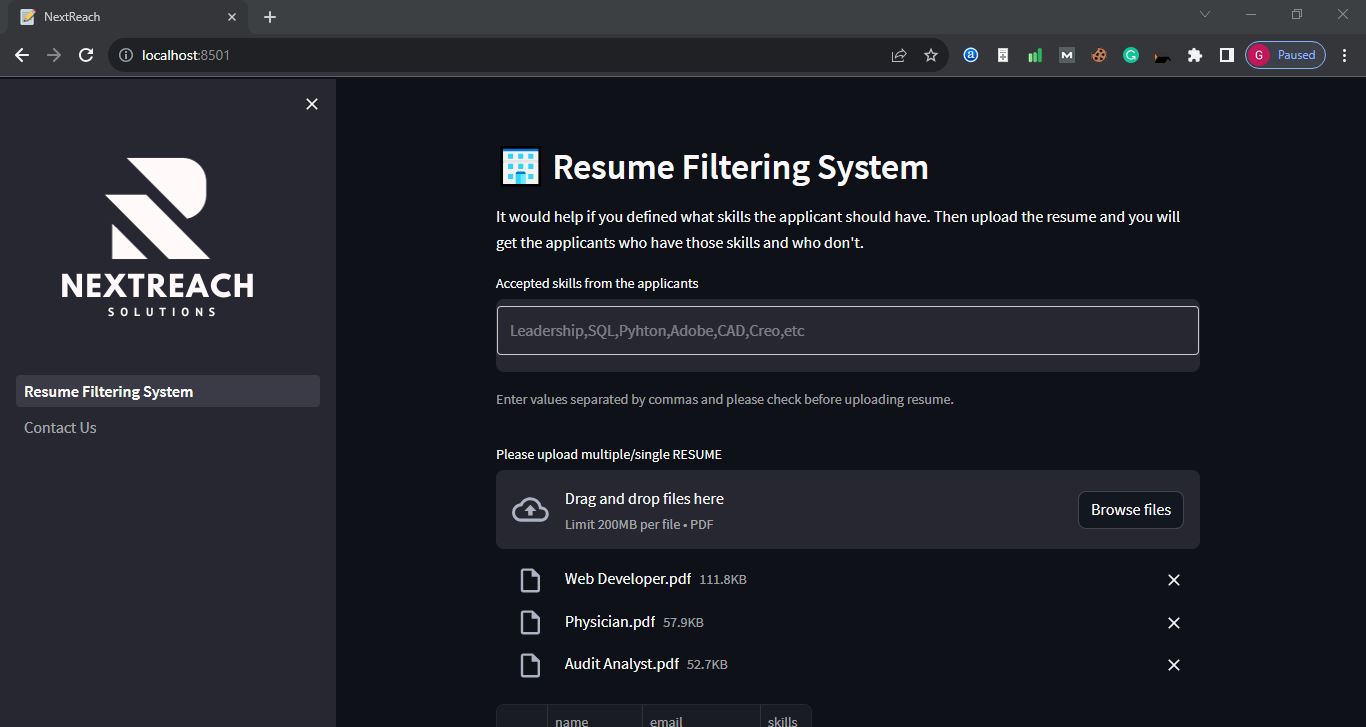 NextReach
localhost:8501
G Paused
NEXTREACH
SOLUTIONS
Resume Filtering System
Contact Us
Resume Filtering System
It would help if you defined what skills the applicant should have. Then upload the resume and you will
get the applicants who have those skills and who don't.
Accepted skills from the applicants
Leadership,SQL,Pyhton,Adobe,CAD,Creo,etc
Enter values separated by commas and please check before uploading resume.
Please upload multiple/single RESUME
Drag and drop files here
Limit 200MB per file • PDF
Browse files
Web Developer.pdf 111.8KB
Physician.pdf 57.9KB
Audit Analyst.pdf 52.7KB
name email skills